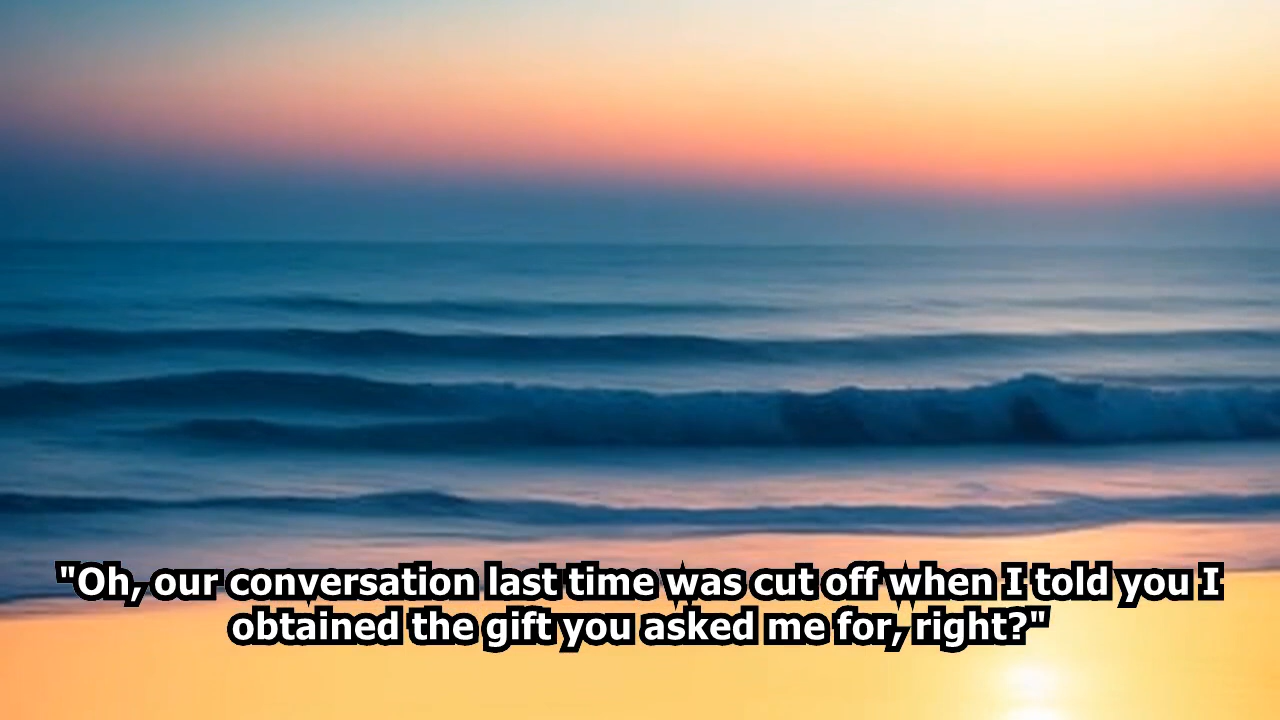 "Oh, our conversation last time was cut off when I told you I
obtained the gift you asked me for, right?"